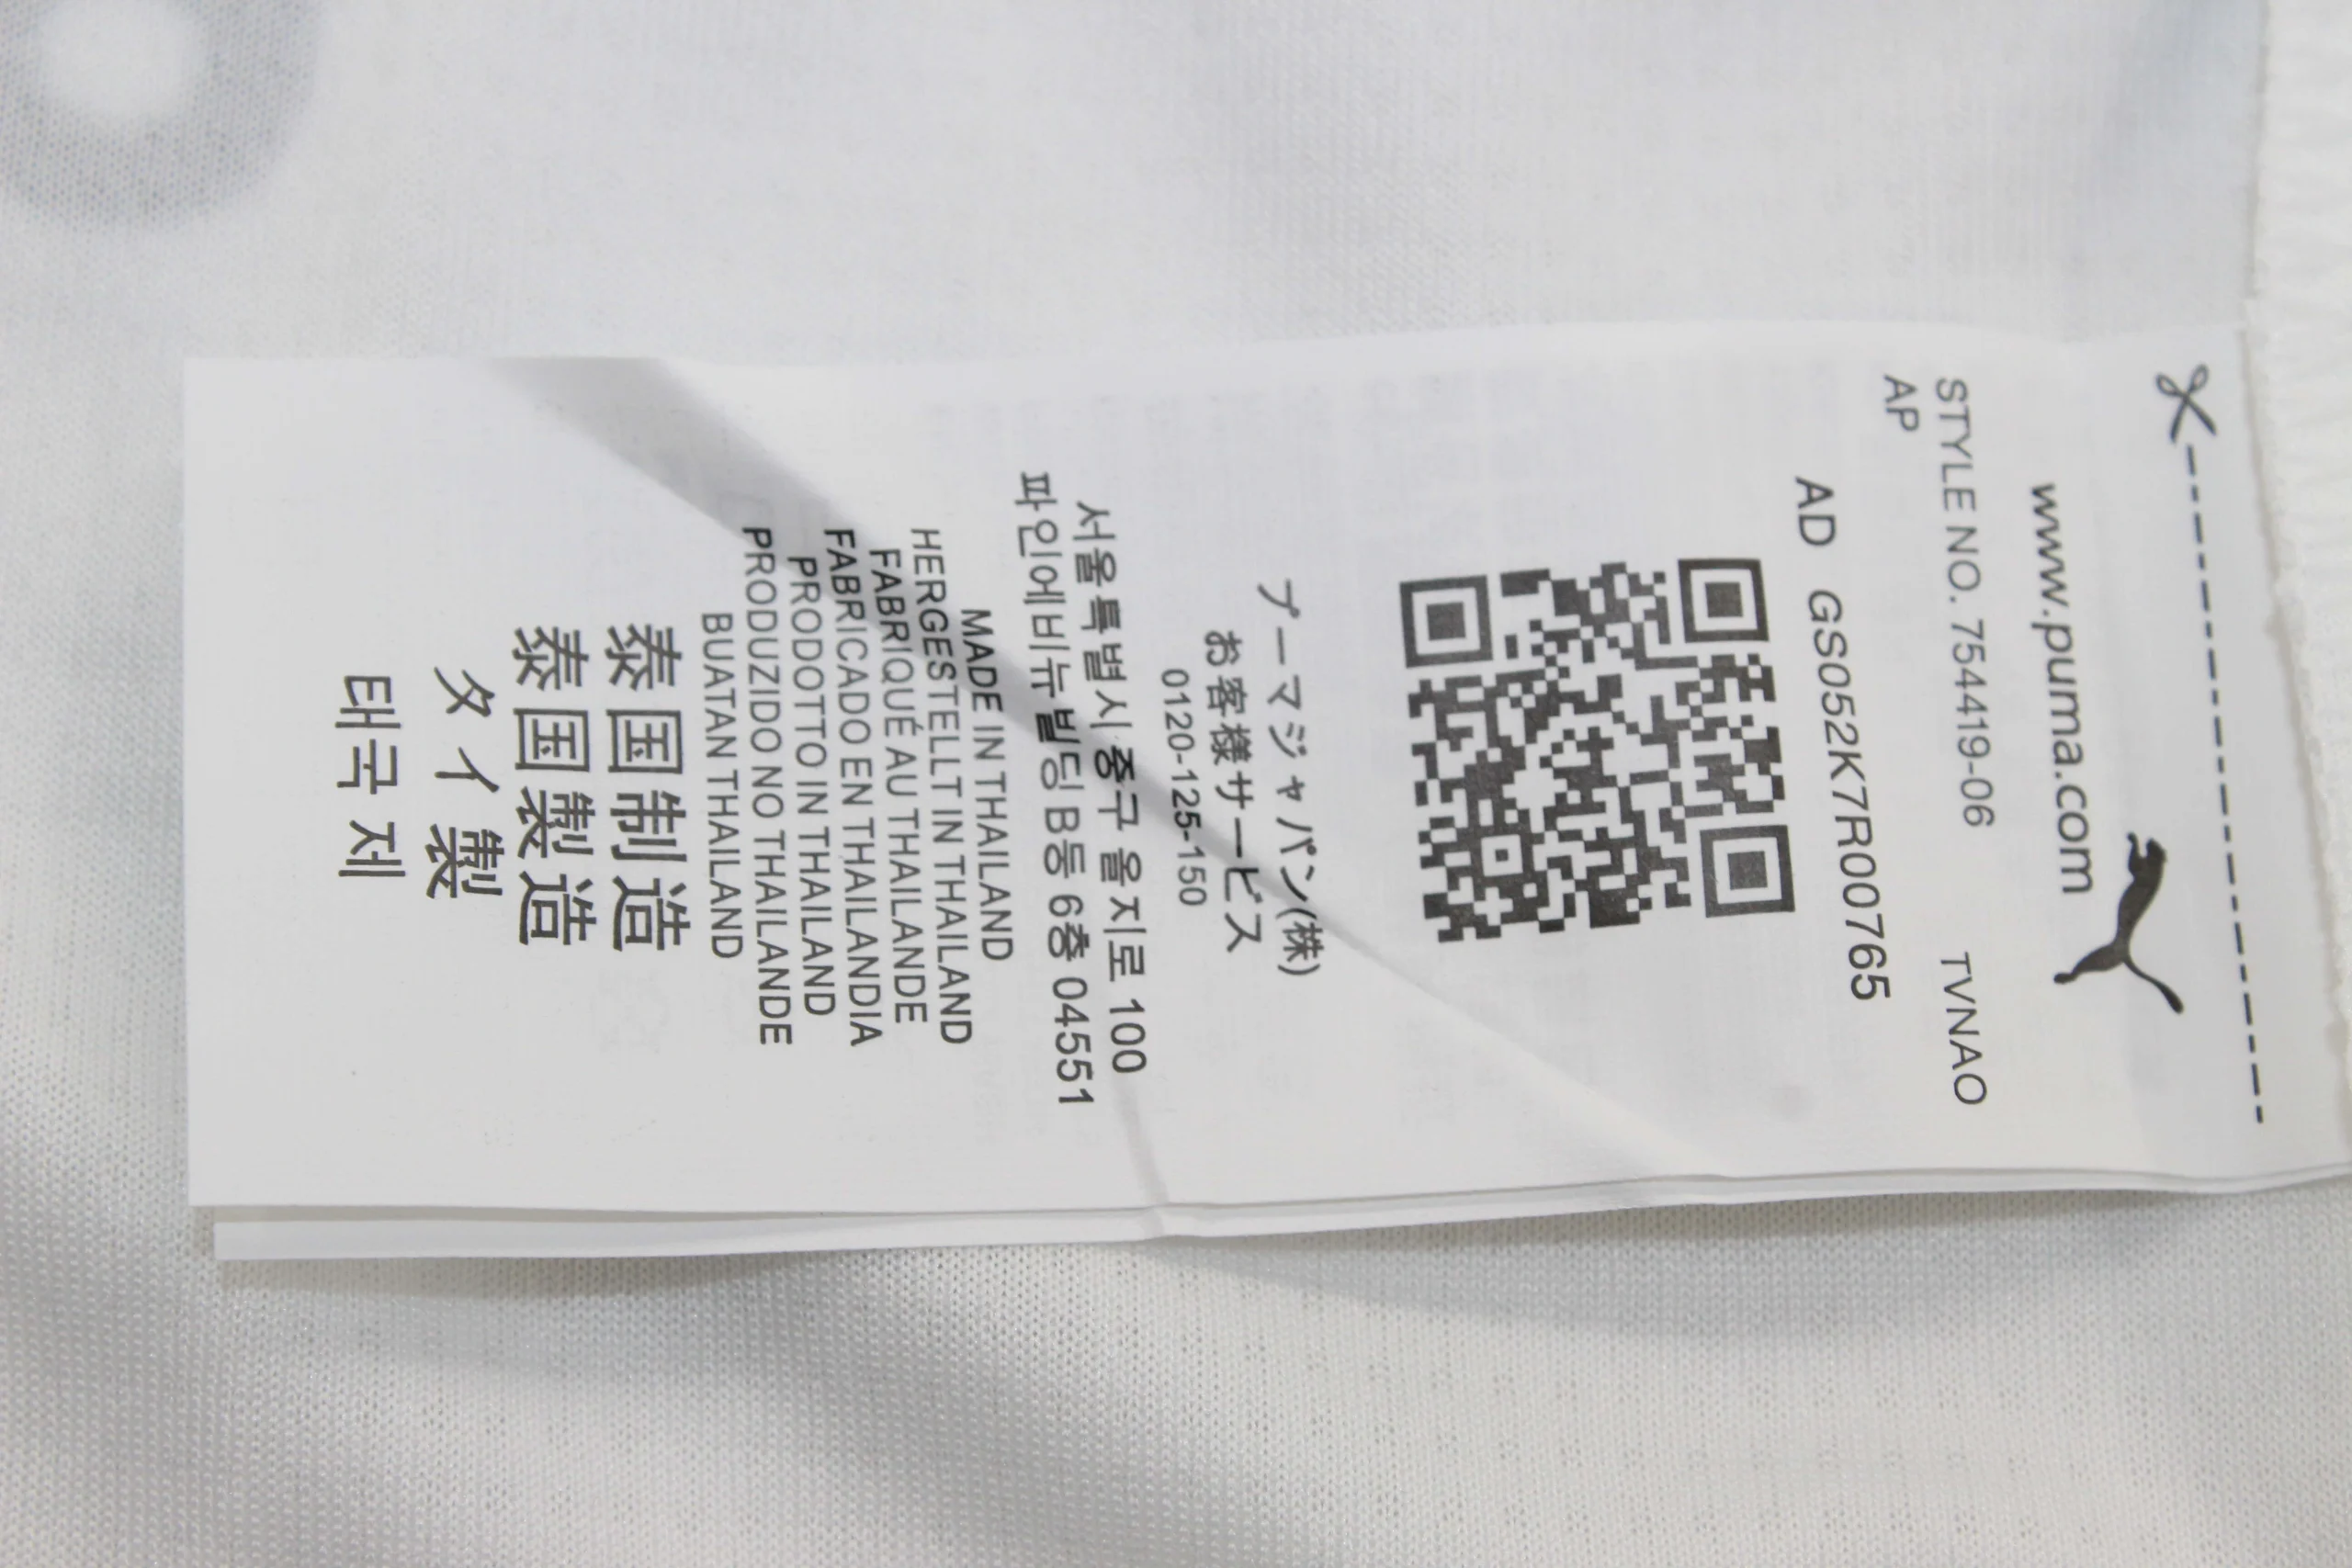 www.puma.com
STYLE NO. 754419-06 TVNAO
AP
AD GS052K7R00765
プーマジャパン(株)
お客様サービス
0120-125-150
서울특별시 중구 을지로 100
파인에비뉴 빌딩 B동 6층 04551
MADE IN THAILAND
HERGESTELLT IN THAILAND
FABRIQUÉ AU THAILANDE
FABRICADO EN THAILANDIA
PRODOTTO IN THAILAND
PRODUZIDO NO THAILANDE
BUATAN THAILAND
泰国制造
泰国製造
タイ製
태국 제